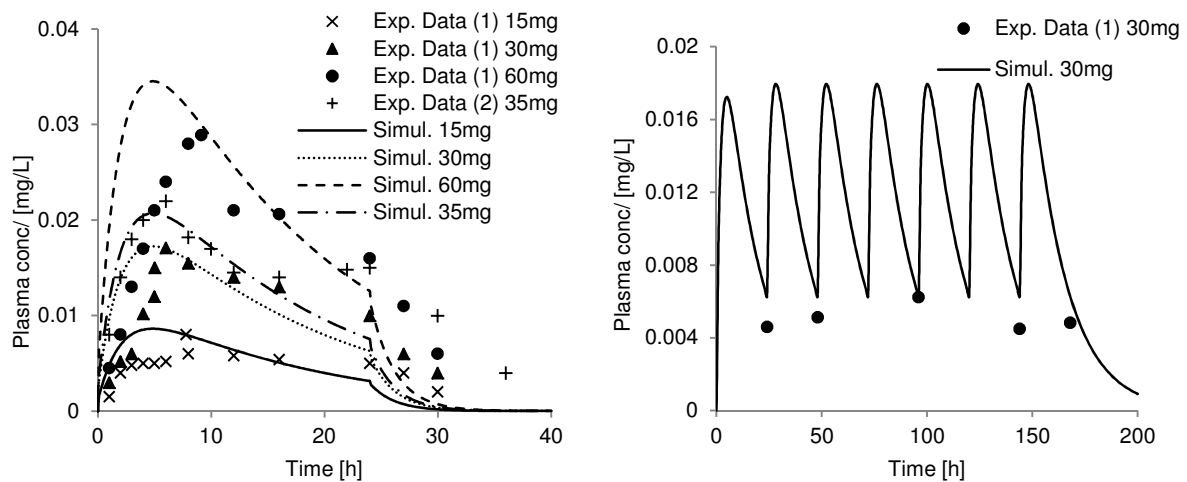 0.04
0.03
0.02
0.01
0
Plasma conc/ [mg/L]
0
10
20
30
40
Time [h]
Exp. Data (1) 15mg
Exp. Data (1) 30mg
Exp. Data (1) 60mg
Exp. Data (2) 35mg
Simul. 15mg
Simul. 30mg
Simul. 60mg
Simul. 35mg
0.02
0.016
0.012
0.008
0.004
0
Plasma conc/ [mg/L]
0
50
100
150
200
Time [h]
Exp. Data (1) 30mg
Simul. 30mg